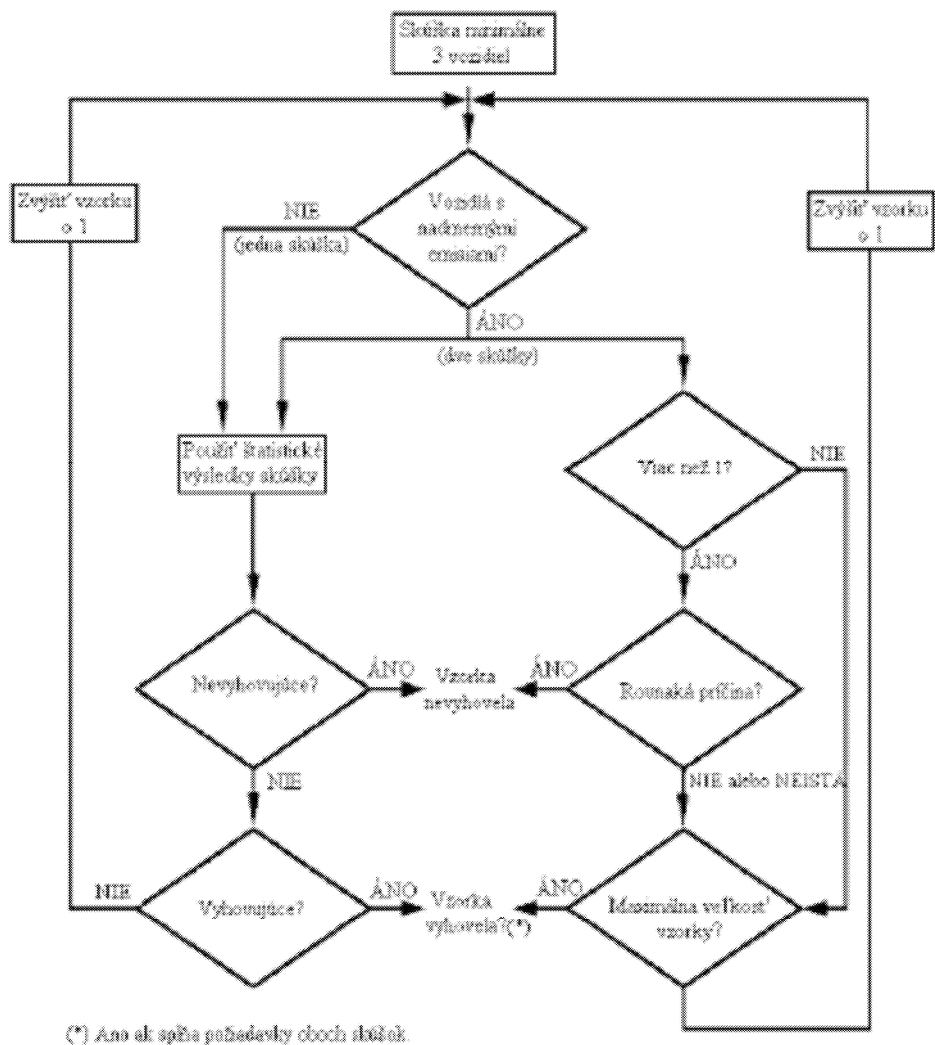 Skúška minimálne
3 vozidiel
Zvýšiť vzorku
o 1
Zvýšiť vzorku
o 1
Vozidlá s
nadmernými
emisiami?
NIE
(jedna skúška)
ÁNO
(dve skúšky)
Použiť štatistické
výsledky skúšky
Viac než 1?
NIE
ÁNO
Nevyhovujúce?
ÁNO
Vzorka
nevyhovela
ÁNO
Rovnaká príčina?
NIE
NIE alebo NEISTÁ
NIE
Vyhovujúce?
ÁNO
Vzorka
vyhovela?(*)
ÁNO
Maximálna veľkosť
vzorky?
(*) Ano ak spĺňa požiadavky oboch skúšok.